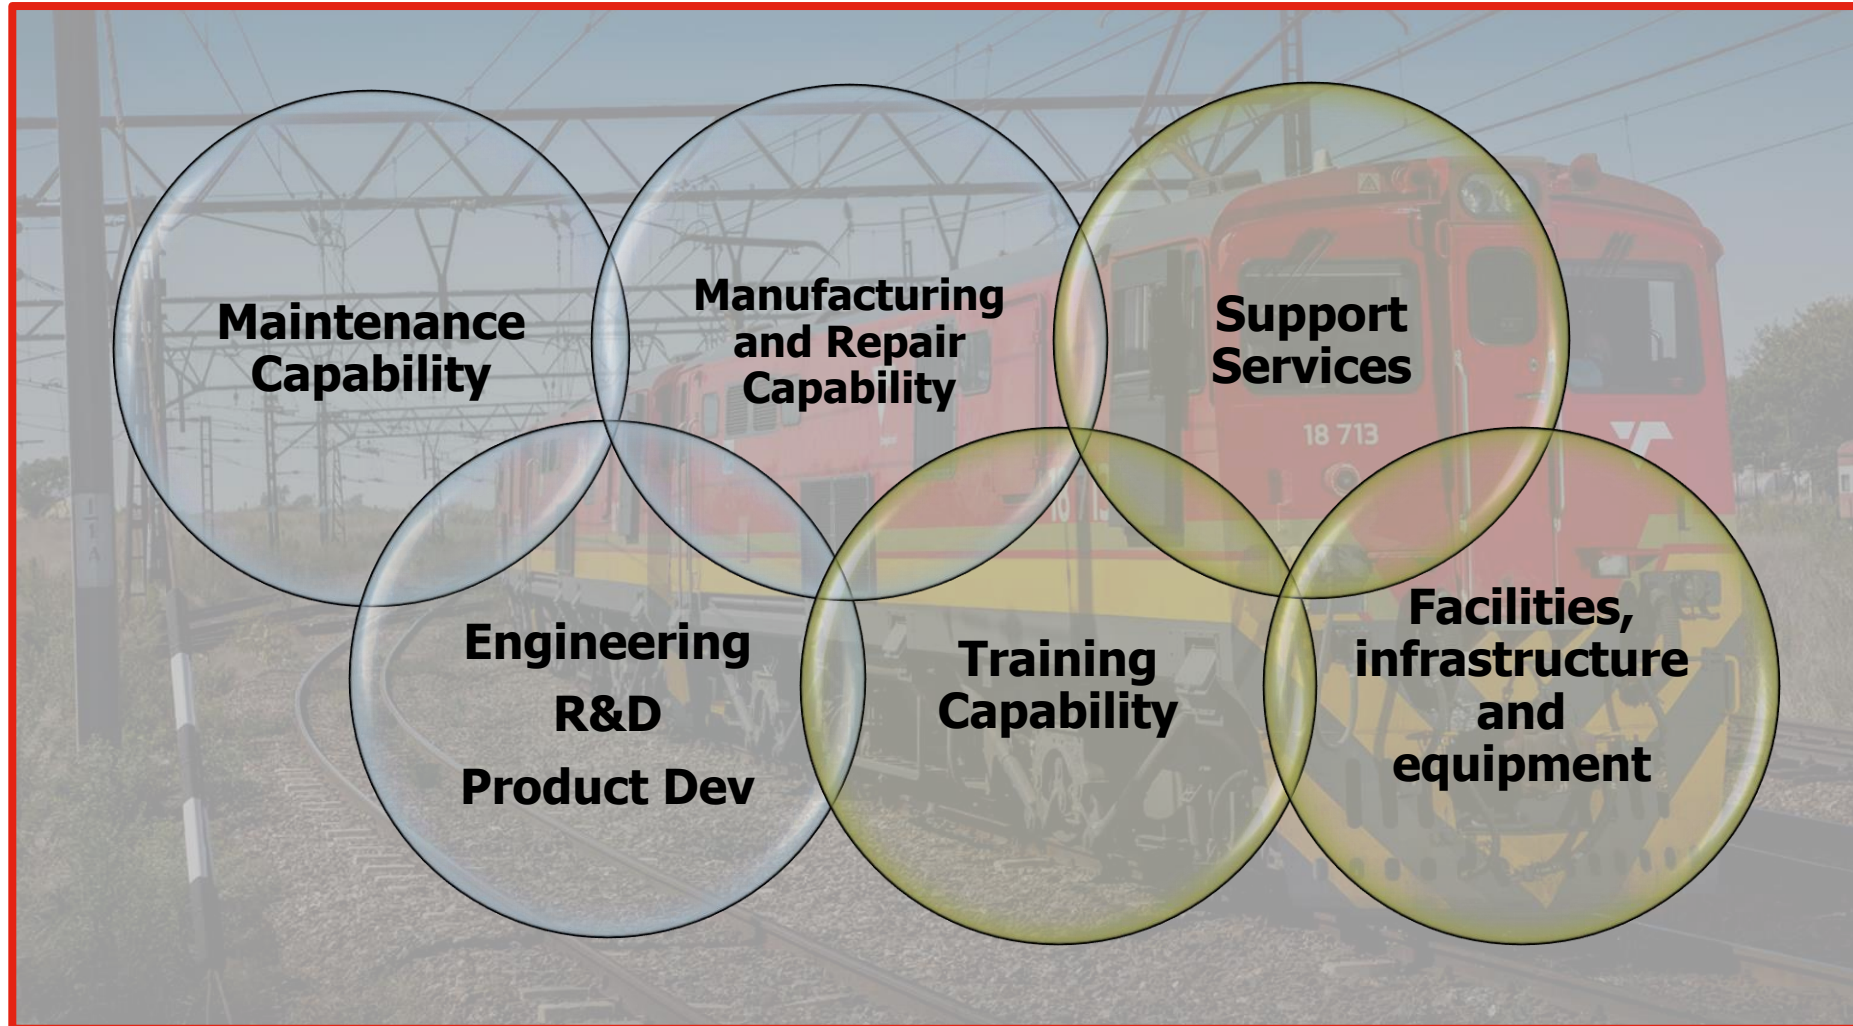 Maintenance
Capability
Manufacturing
and Repair
Capability
Support
Services
18 713
Engineering
R&D
Product Dev
Training
Capability
Facilities,
infrastructure
and
equipment